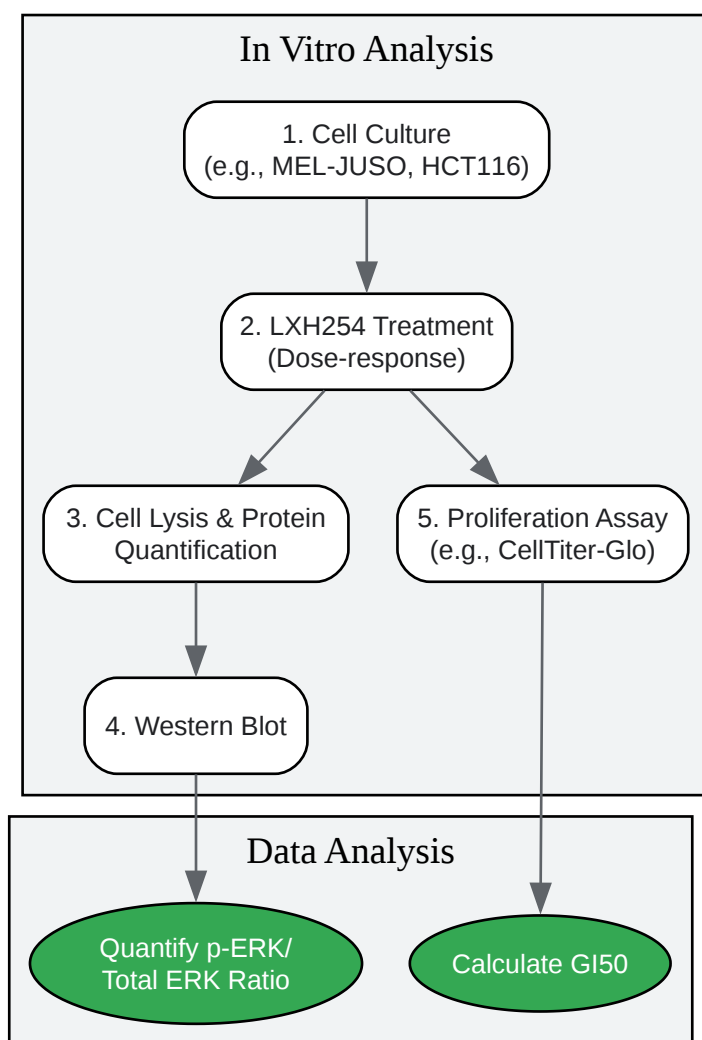 In Vitro Analysis
1. Cell Culture
(e.g., MEL-JUSO, HCT116)
2. LXH254 Treatment
(Dose-response)
3. Cell Lysis & Protein
Quantification
5. Proliferation Assay
(e.g., CellTiter-Glo)
4. Western Blot
Data Analysis
Quantify p-ERK/
Total ERK Ratio
Calculate GI50